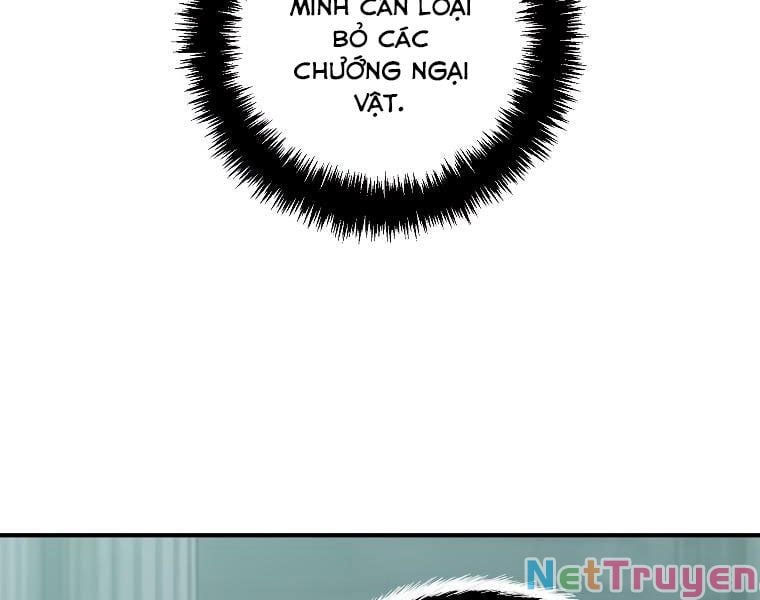 MÌNH CẦN LOẠI
BỎ CÁC
CHƯỚNG NGẠI
VẬT.
NetTruyen